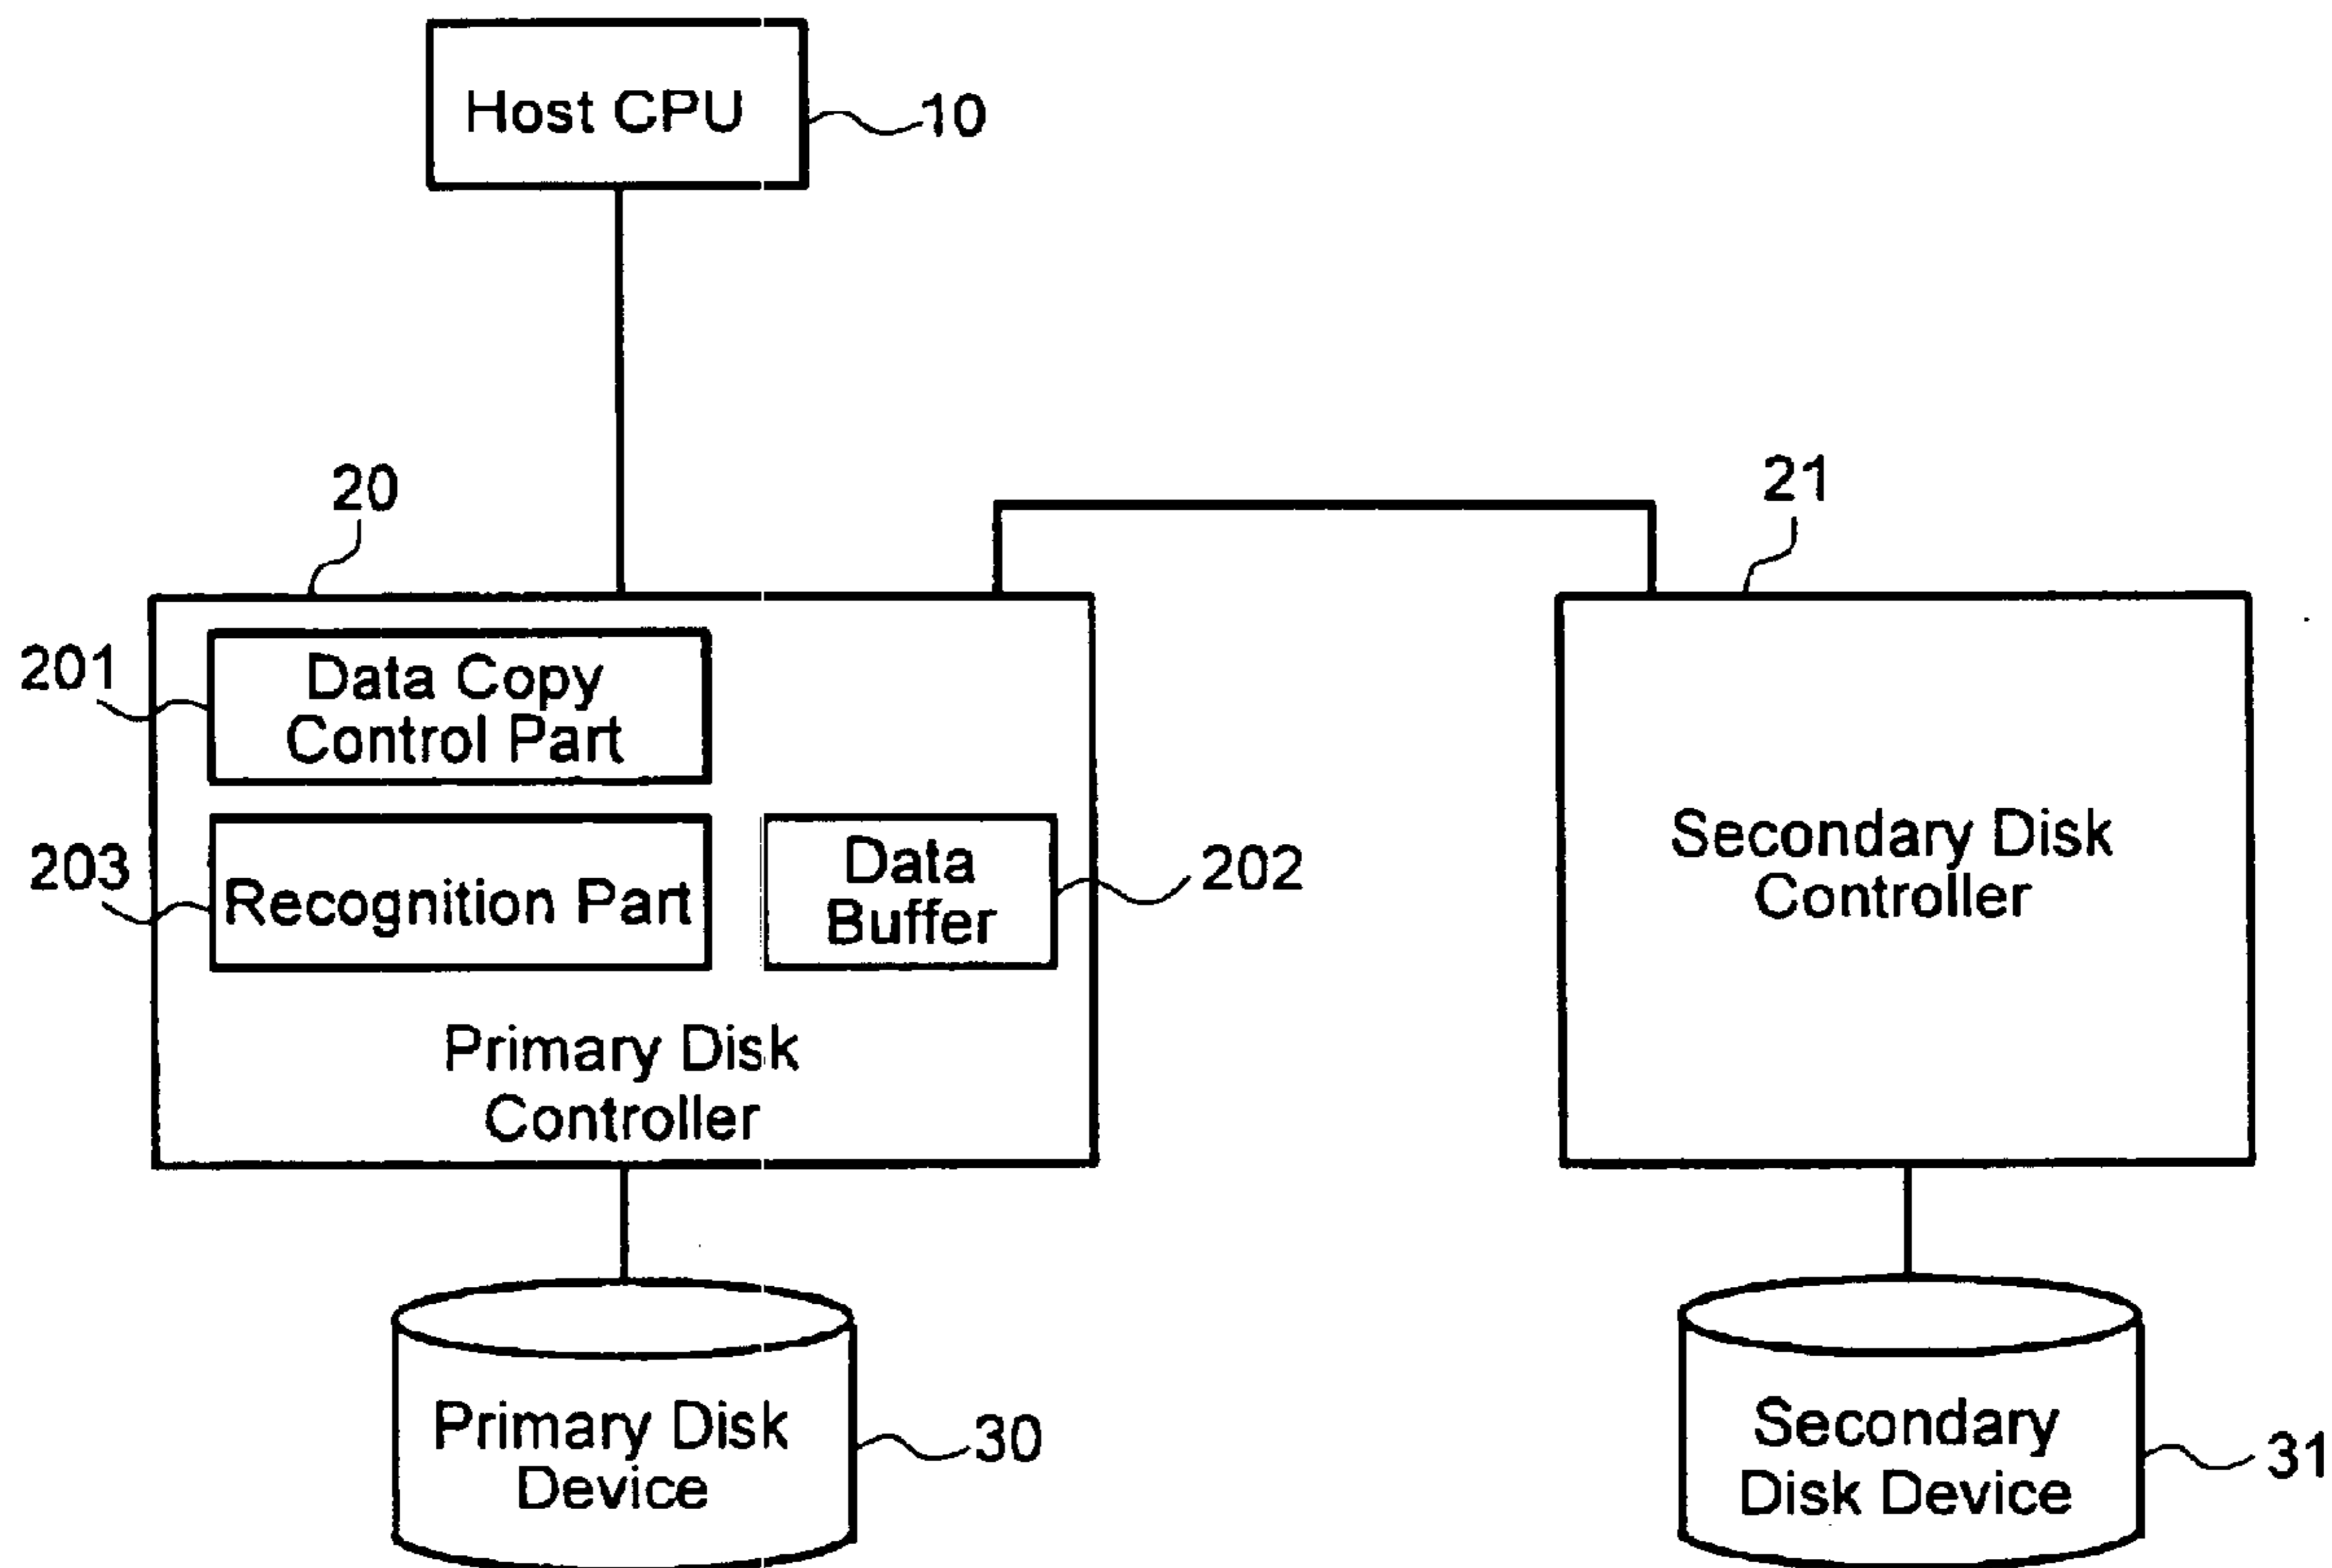 Host CPU
10
20
21
201
Data Copy
Control Part
203
Recognition Part
Data
Buffer
202
Primary Disk
Controller
Secondary Disk
Controller
Primary Disk
Device
30
Secondary
Disk Device
31